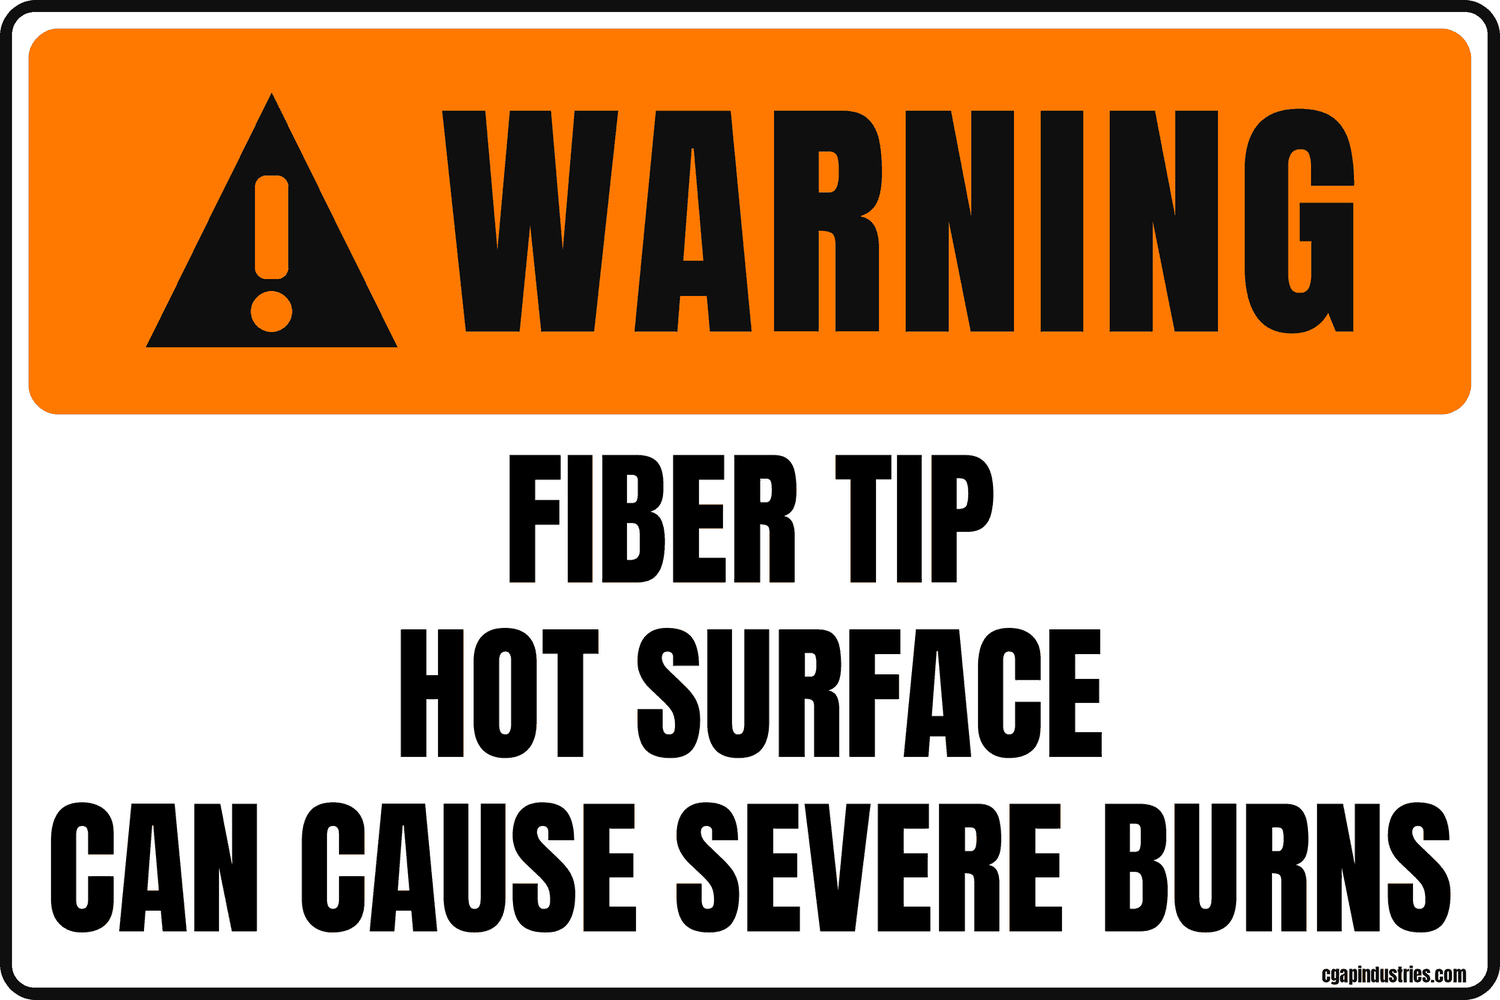 WARNING
FIBER TIP
HOT SURFACE
CAN CAUSE SEVERE BURNS
cgapindustries.com